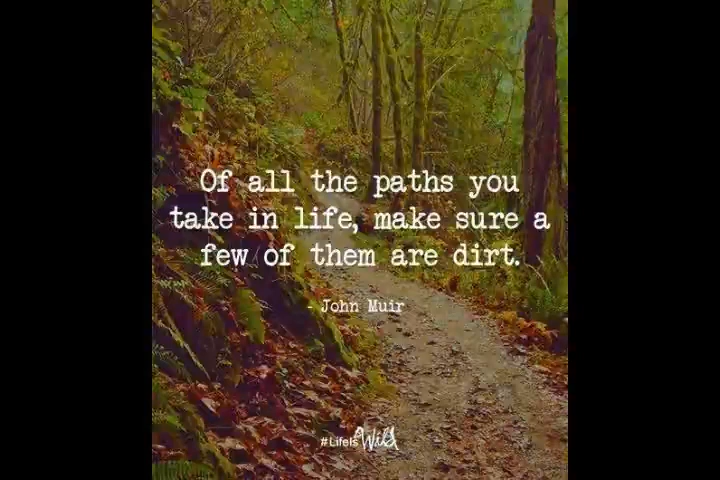 Of all the paths you
take in life, make sure a
few of them are dirt.
- John Muir
#LifeIsWild